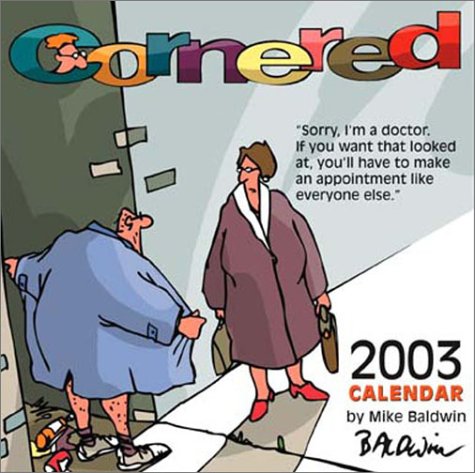 Cornered
"Sorry, I'm a doctor.
If you want that looked
at, you'll have to make
an appointment like
everyone else."
2003
CALENDAR
by Mike Baldwin
BALDWIN